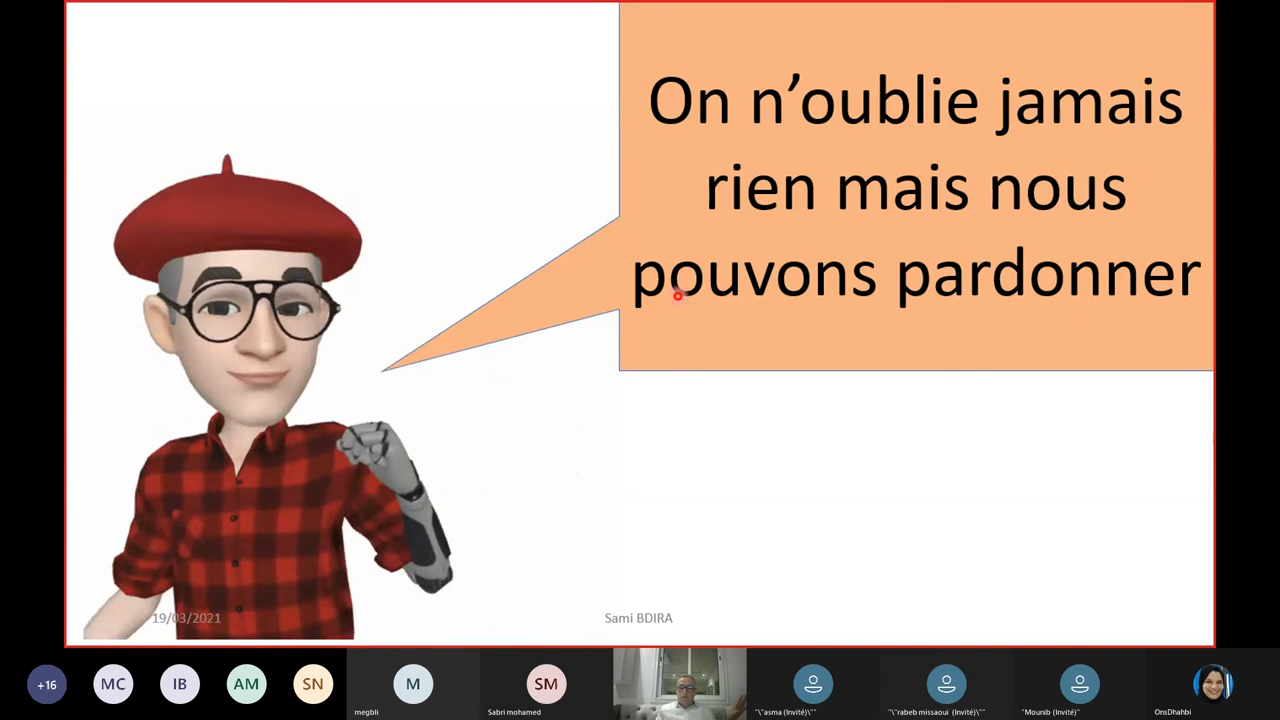 On n’oublie jamais
rien mais nous
pouvons pardonner
19/03/2021
Sami BDIRA
+16
MC
IB
AM
SN
M
SM
megbli
Sabri mohamed
"\"asma (Invité)\""
"\"rabeb missaoui (Invité)\""
"Mounib (Invité)"
OnsDhahbi